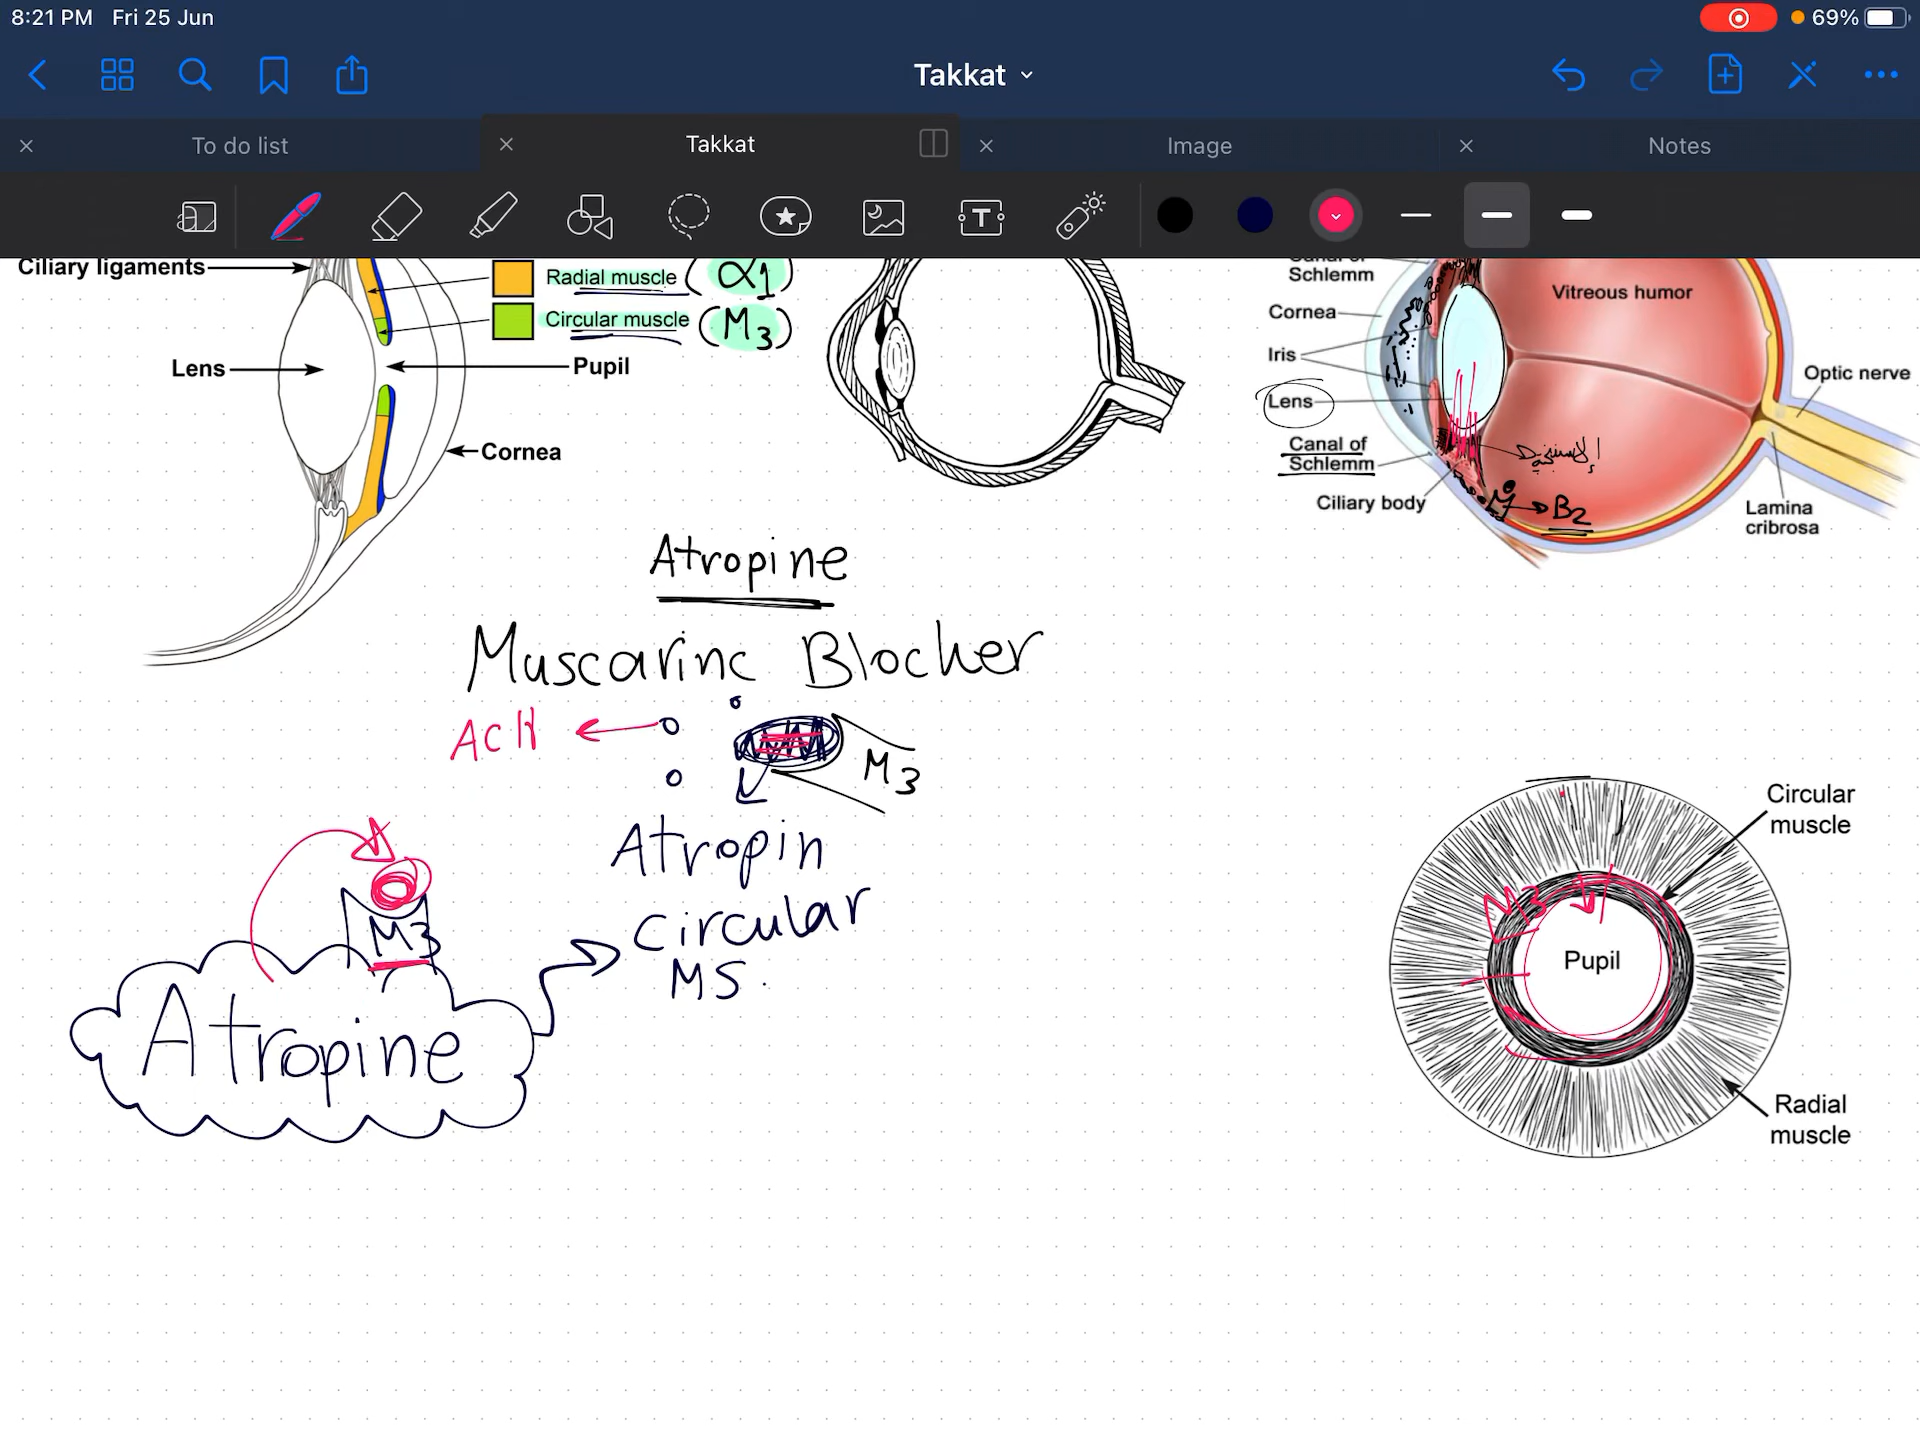 8:21 PM Fri 25 Jun
69%
Takkat
To do list
Takkat
Image
Notes
T
Ciliary ligaments
Radial muscle (α1)
Circular muscle (M3)
Lens
Pupil
Cornea
Schlemm
Cornea
Iris
Lens
Canal of
Schlemm
Ciliary body
Vitreous humor
Optic nerve
Lamina
cribrosa
B2
Atropine
Muscarinc Blocker
ACH
M3
Atropin
Circular
MS.
M3
Atropine
Circular
muscle
M3
Pupil
Radial
muscle